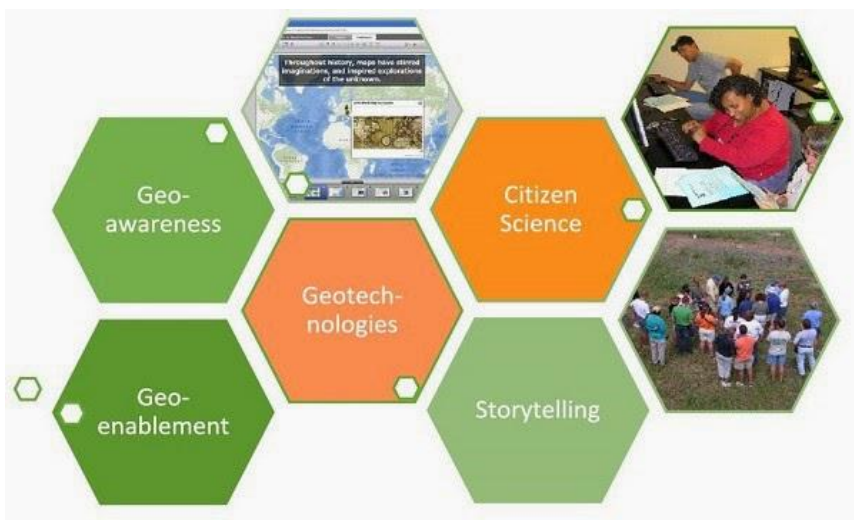 Throughout history, maps have stirred
imaginations, and inspired explorations
of the unknown.
Geo-
awareness
Citizen
Science
Geotech-
nologies
Geo-
enablement
Storytelling